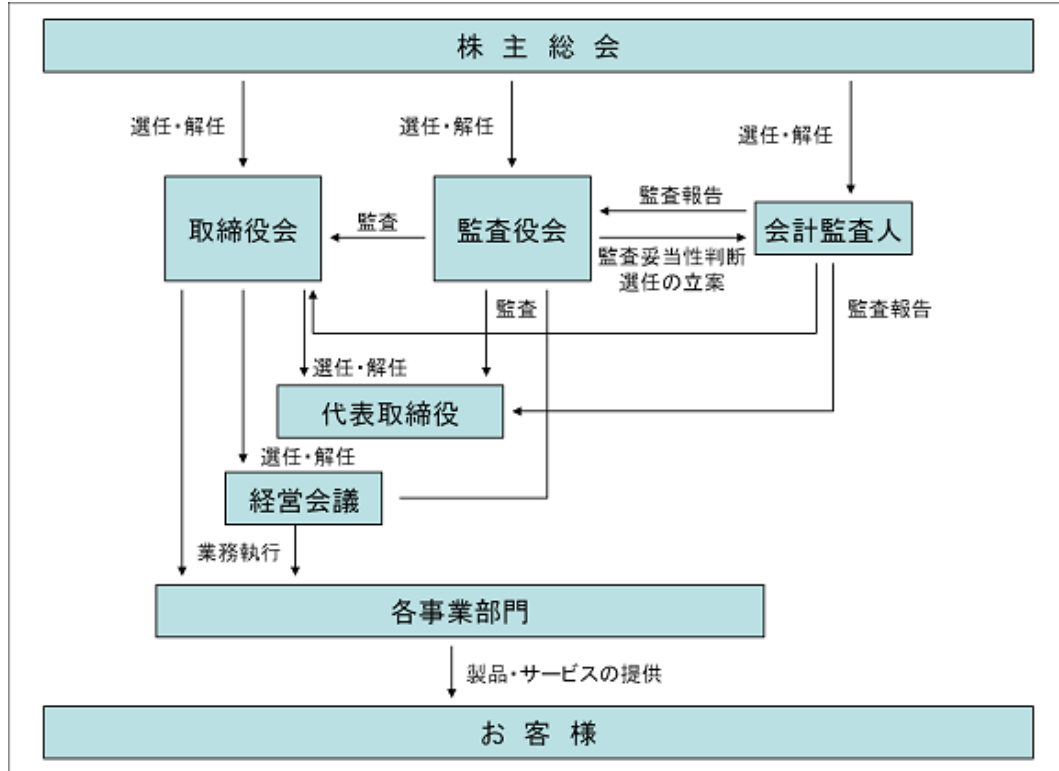 株 主 総 会
選任・解任
選任・解任
選任・解任
取締役会
監査
監査役会
監査報告
会計監査人
監査妥当性判断
選任の立案
監査
監査報告
選任・解任
代表取締役
選任・解任
経営会議
業務執行
各事業部門
製品・サービスの提供
お 客 様